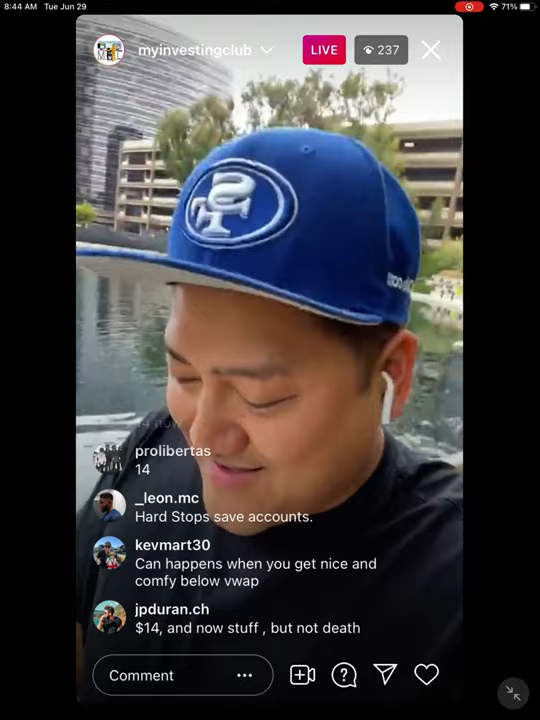 8:44 AM Tue Jun 29
71%
myinvestingclub
LIVE
237
SF
prolibertas
14
_leon.mc
Hard Stops save accounts.
kevmart30
Can happens when you get nice and
comfy below vwap
jpduran.ch
$14, and now stuff , but not death
Comment